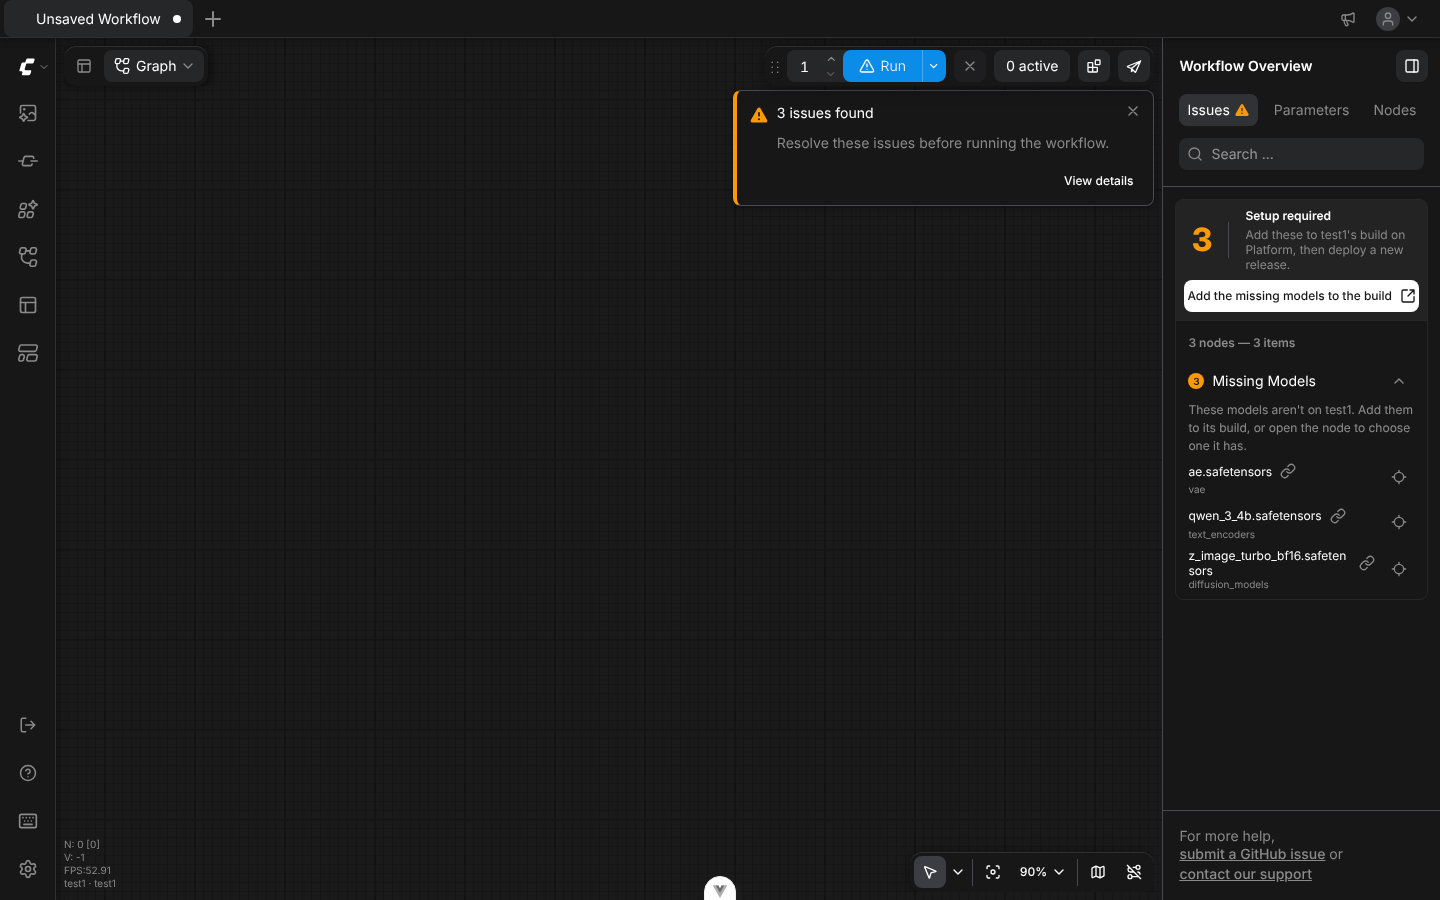 Unsaved Workflow
Graph
1
Run
0 active
3 issues found
Resolve these issues before running the workflow.
View details
Workflow Overview
Issues
Parameters
Nodes
Search ...
3
Setup required
Add these to test1's build on
Platform, then deploy a new
release.
Add the missing models to the build
3 nodes — 3 items
3
Missing Models
These models aren't on test1. Add them
to its build, or open the node to choose
one it has.
ae.safetensors
vae
qwen_3_4b.safetensors
text_encoders
z_image_turbo_bf16.safeten
sors
diffusion_models
For more help,
submit a GitHub issue or
contact our support
N: 0 [0]
V: -1
FPS:52.91
test1 · test1
90%